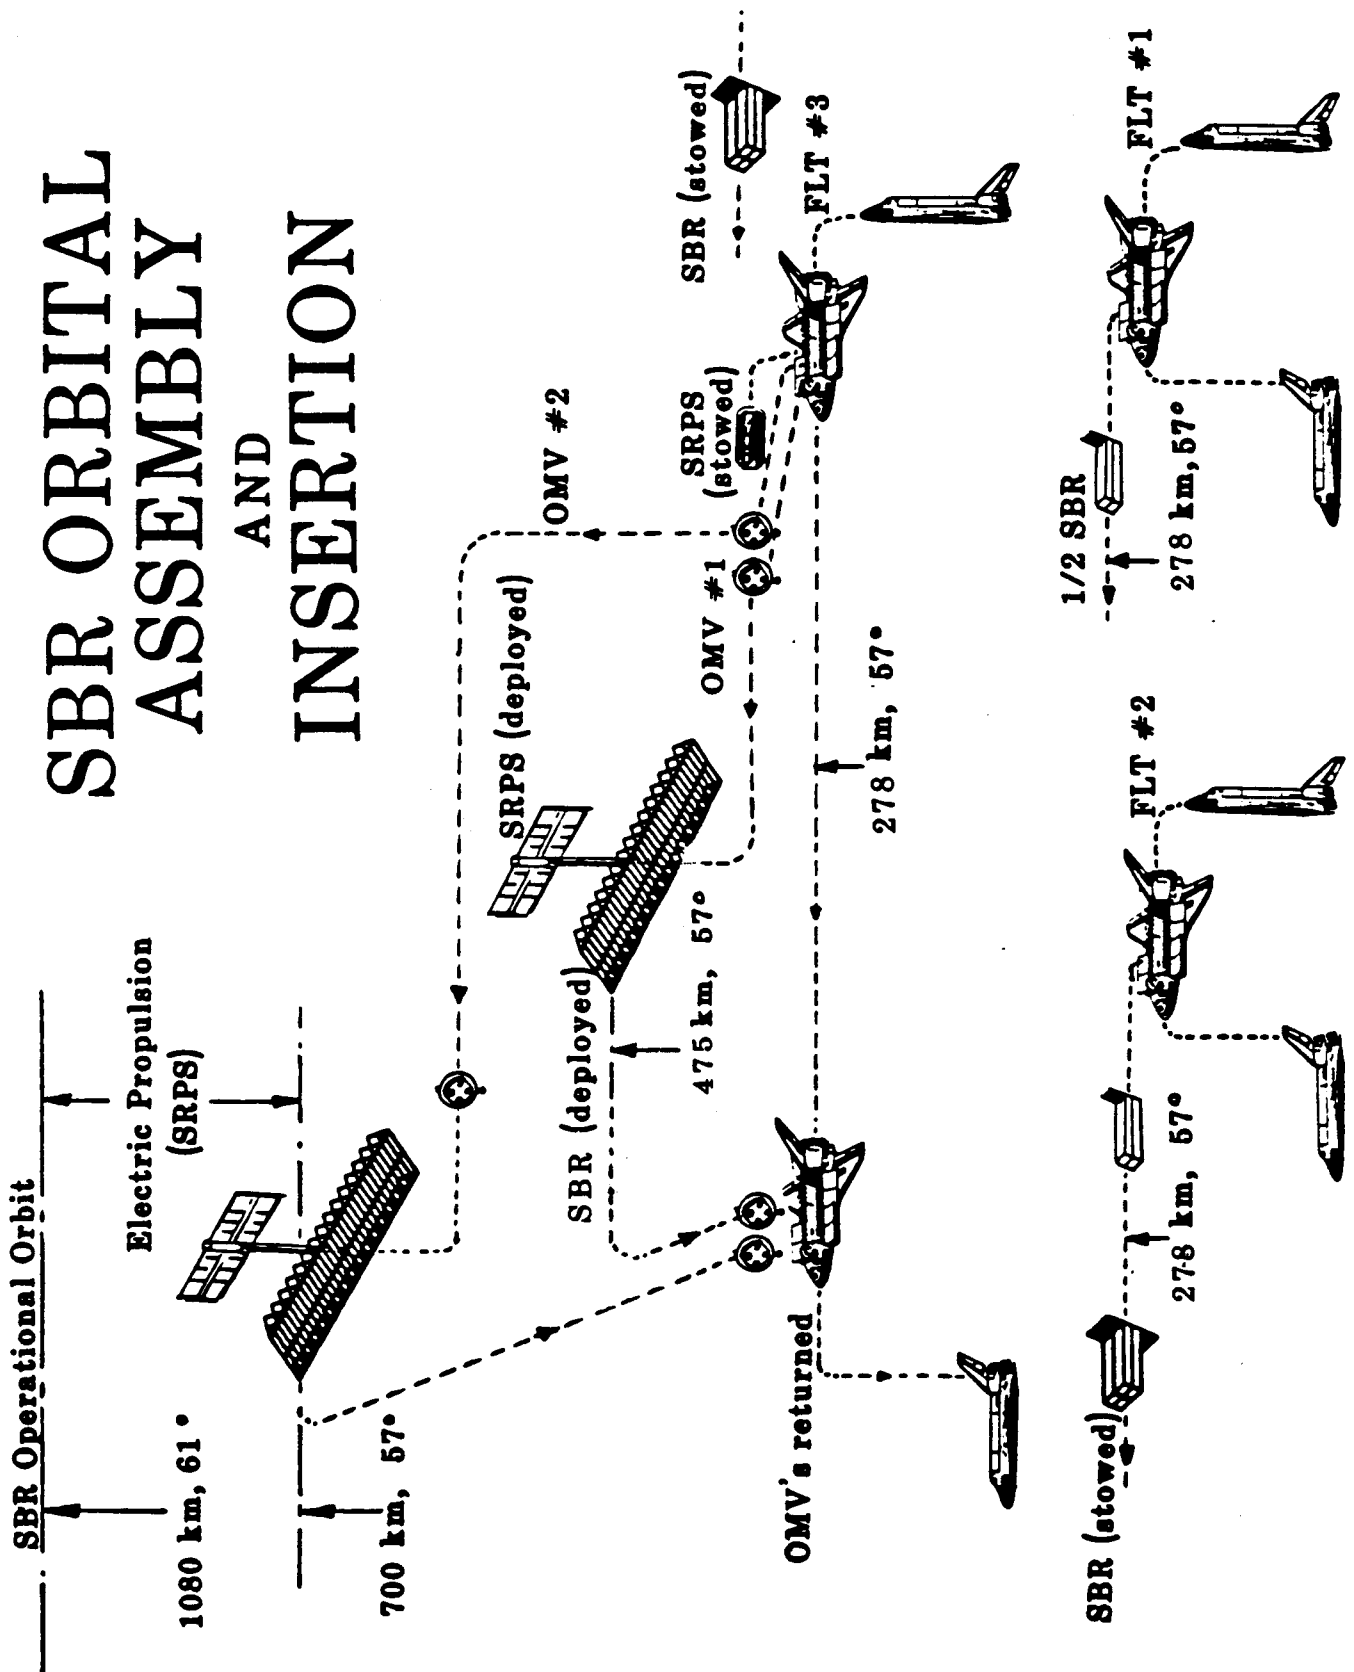 SBR ORBITAL
ASSEMBLY
AND
INSERTION
SBR Operational Orbit
1080 km, 61°
Electric Propulsion
(SRPS)
700 km, 57°
OMV #2
SRPS (deployed)
SBR (deployed)
475 km, 57°
OMV #1
SRPS
(stowed)
SBR (stowed)
FLT #3
278 km, 57°
OMV's returned
1/2 SBR
278 km, 57°
FLT #1
SBR (stowed)
278 km, 57°
FLT #2